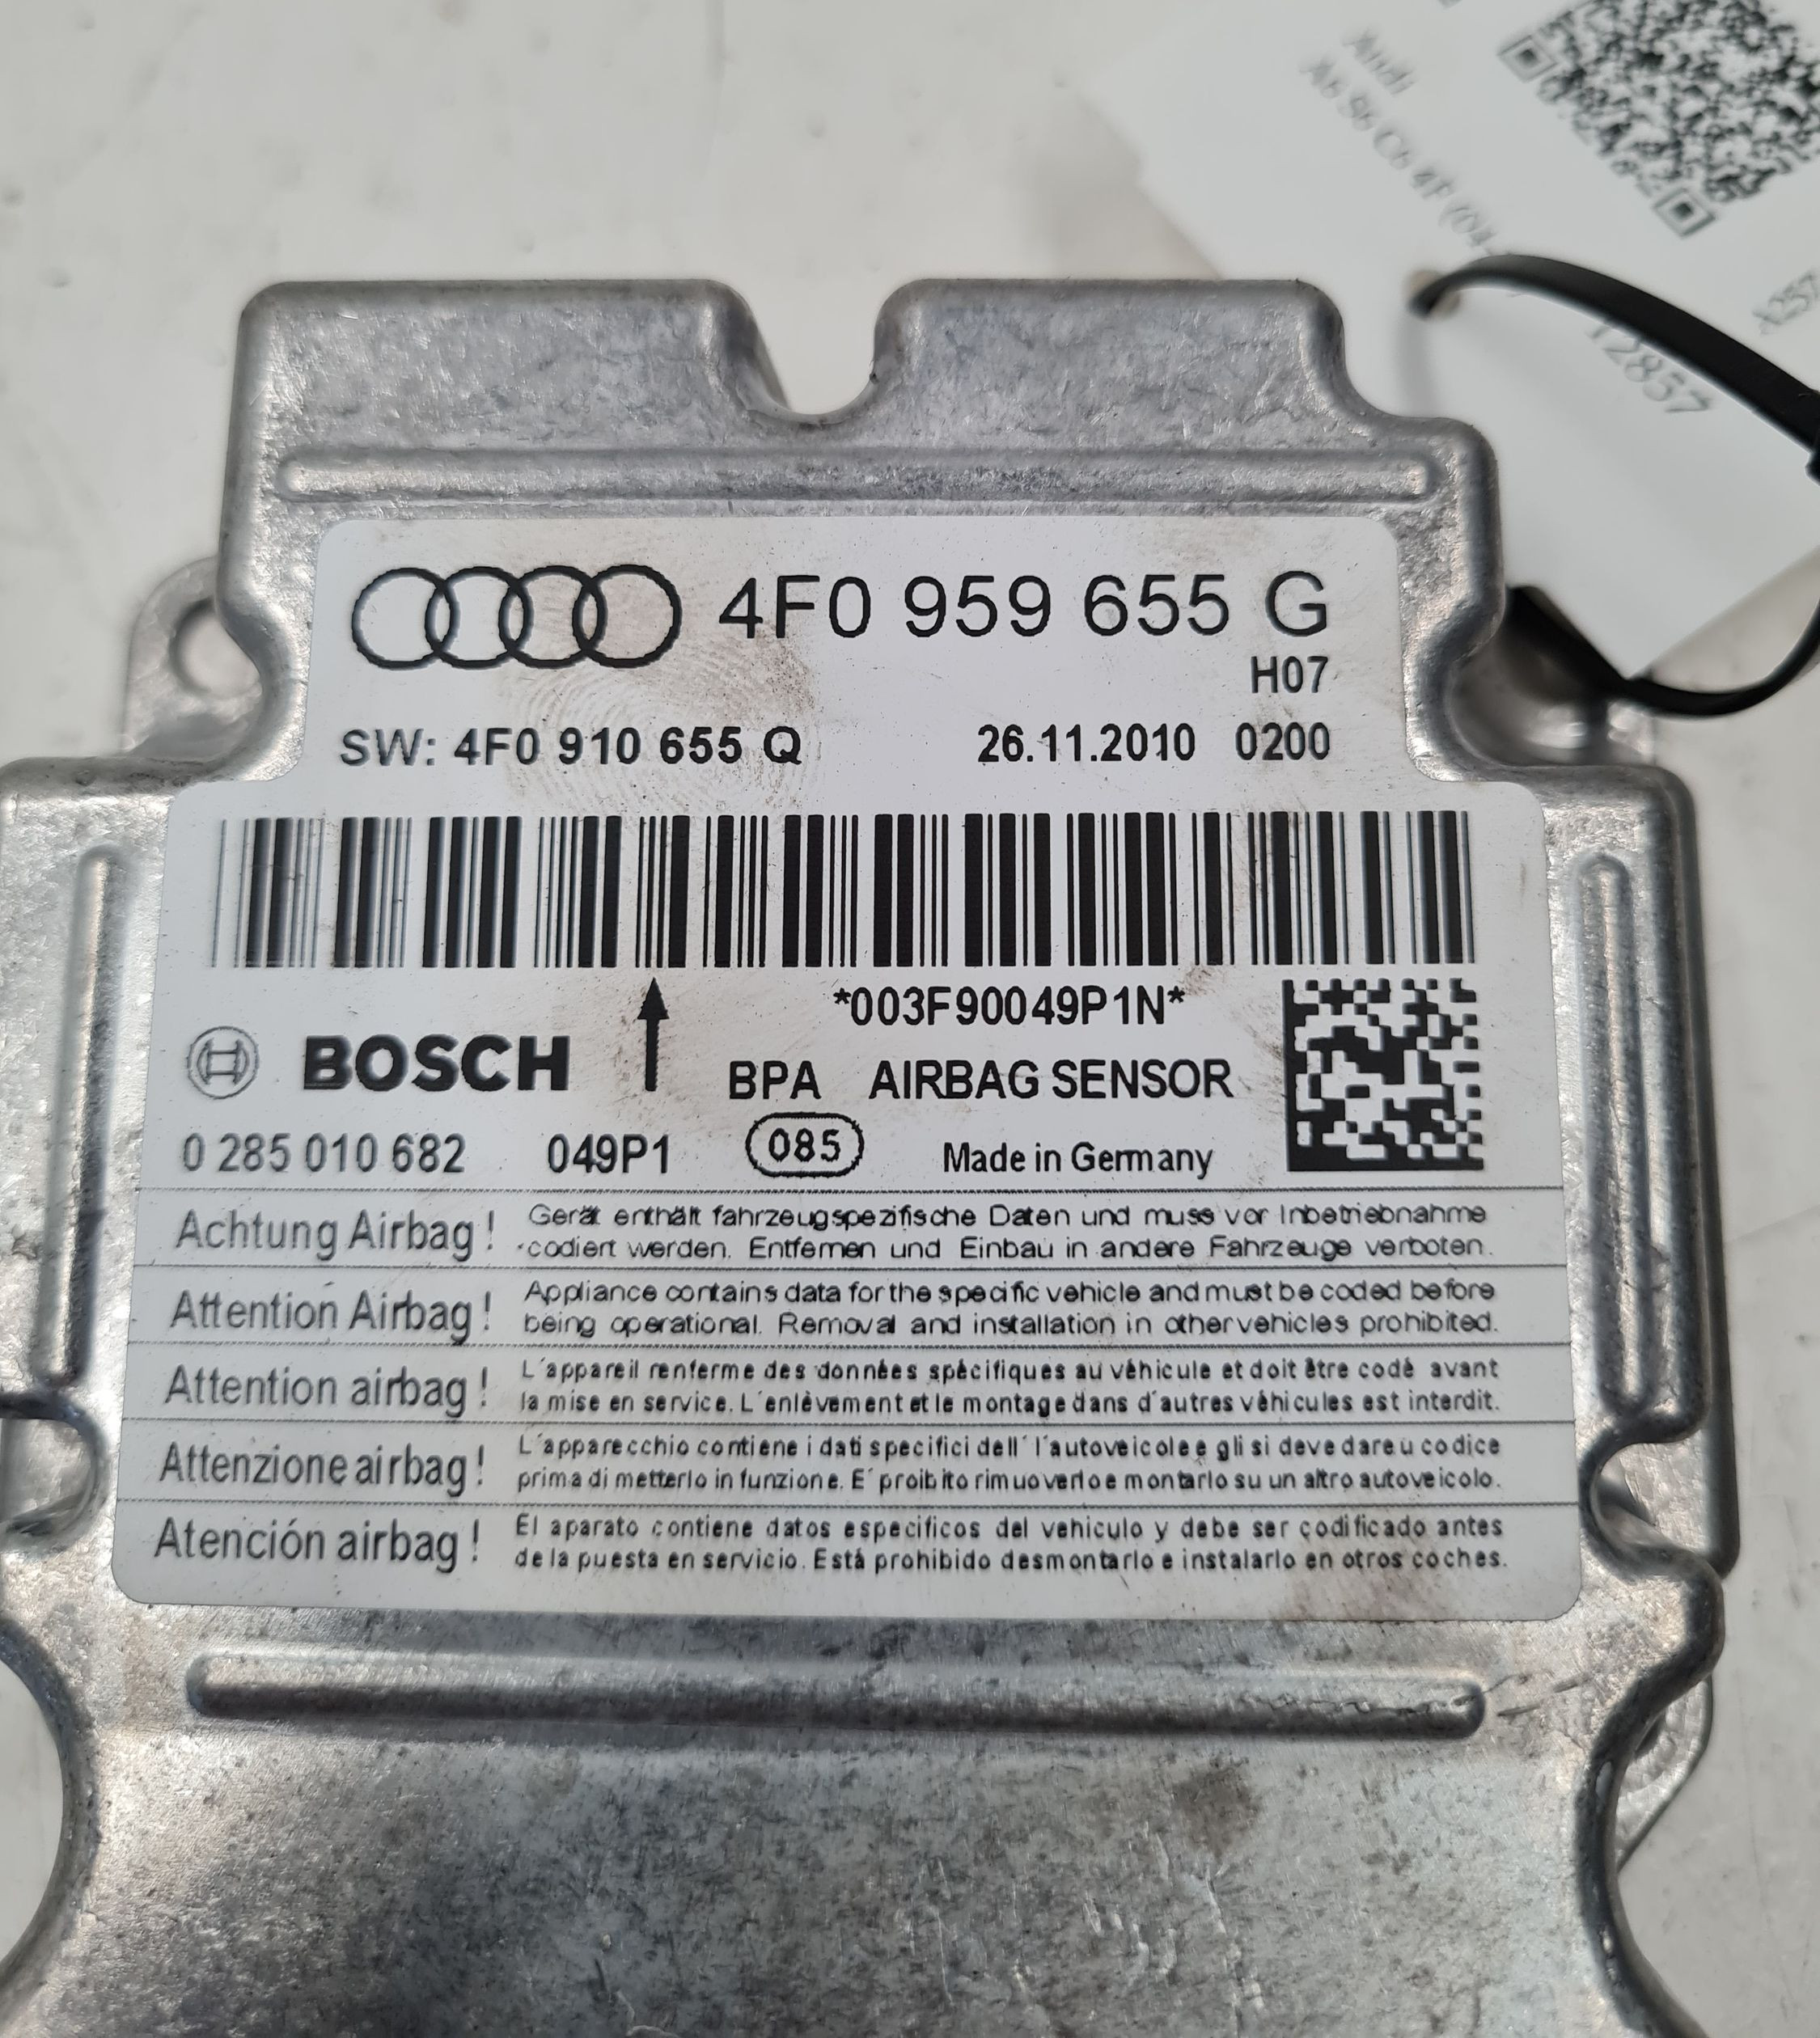 Audi
A6 S6 C6 4F (04-
12857
4F0 959 655 G
H07
SW: 4F0 910 655 Q 26.11.2010 0200
*003F90049P1N*
BOSCH BPA AIRBAG SENSOR
0 285 010 682 049P1 085 Made in Germany
Achtung Airbag! Gerät enthält fahrzeugspezifische Daten und muss vor Inbetriebnahme
codiert werden. Entfernen und Einbau in andere Fahrzeuge verboten.
Attention Airbag! Appliance contains data for the specific vehicle and must be coded before
being operational. Removal and installation in other vehicles prohibited.
Attention airbag! L´appareil renferme des données spécifiques au véhicule et doit être codé avant
la mise en service. L´enlèvement et le montage dans d´autres véhicules est interdit.
Attenzione airbag! L´apparecchio contiene i dati specifici dell´ l´autoveicolo e gli si deve dare u codice
prima di metterlo in funzione. E´ proibito rimuoverlo e montarlo su un altro autoveicolo.
Atención airbag! El aparato contiene datos especificos del vehiculo y debe ser codificado antes
de la puesta en servicio. Está prohibido desmontarlo e instalarlo en otros coches.